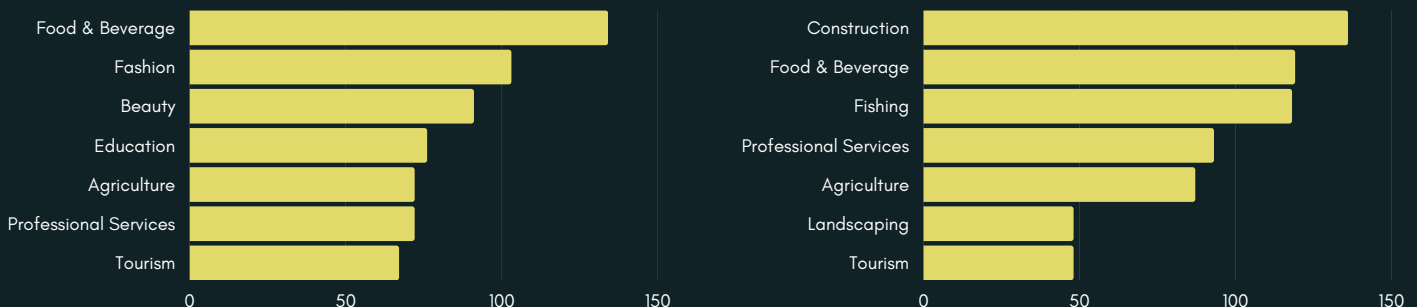 Food & Beverage
Fashion
Beauty
Education
Agriculture
Professional Services
Tourism
0 50 100 150
Construction
Food & Beverage
Fishing
Professional Services
Agriculture
Landscaping
Tourism
0 50 100 150